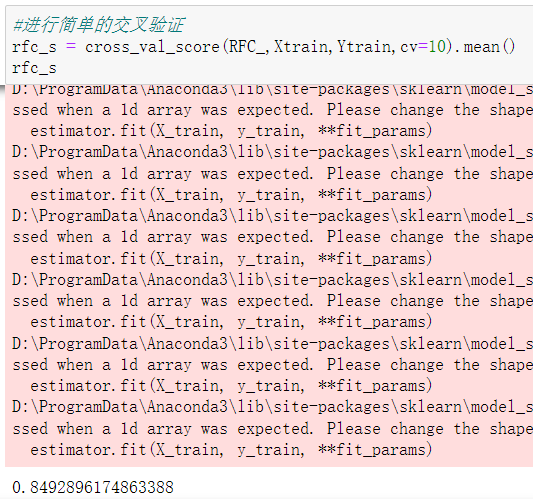 #进行简单的交叉验证
rfc_s = cross_val_score(RFC_,Xtrain,Ytrain,cv=10).mean()
rfc_s
D:\ProgramData\Anaconda3\lib\site-packages\sklearn\model_s
ssed when a 1d array was expected. Please change the shape
  estimator.fit(X_train, y_train, **fit_params)
D:\ProgramData\Anaconda3\lib\site-packages\sklearn\model_s
ssed when a 1d array was expected. Please change the shape
  estimator.fit(X_train, y_train, **fit_params)
D:\ProgramData\Anaconda3\lib\site-packages\sklearn\model_s
ssed when a 1d array was expected. Please change the shape
  estimator.fit(X_train, y_train, **fit_params)
D:\ProgramData\Anaconda3\lib\site-packages\sklearn\model_s
ssed when a 1d array was expected. Please change the shape
  estimator.fit(X_train, y_train, **fit_params)
D:\ProgramData\Anaconda3\lib\site-packages\sklearn\model_s
ssed when a 1d array was expected. Please change the shape
  estimator.fit(X_train, y_train, **fit_params)
D:\ProgramData\Anaconda3\lib\site-packages\sklearn\model_s
ssed when a 1d array was expected. Please change the shape
  estimator.fit(X_train, y_train, **fit_params)
0.8492896174863388